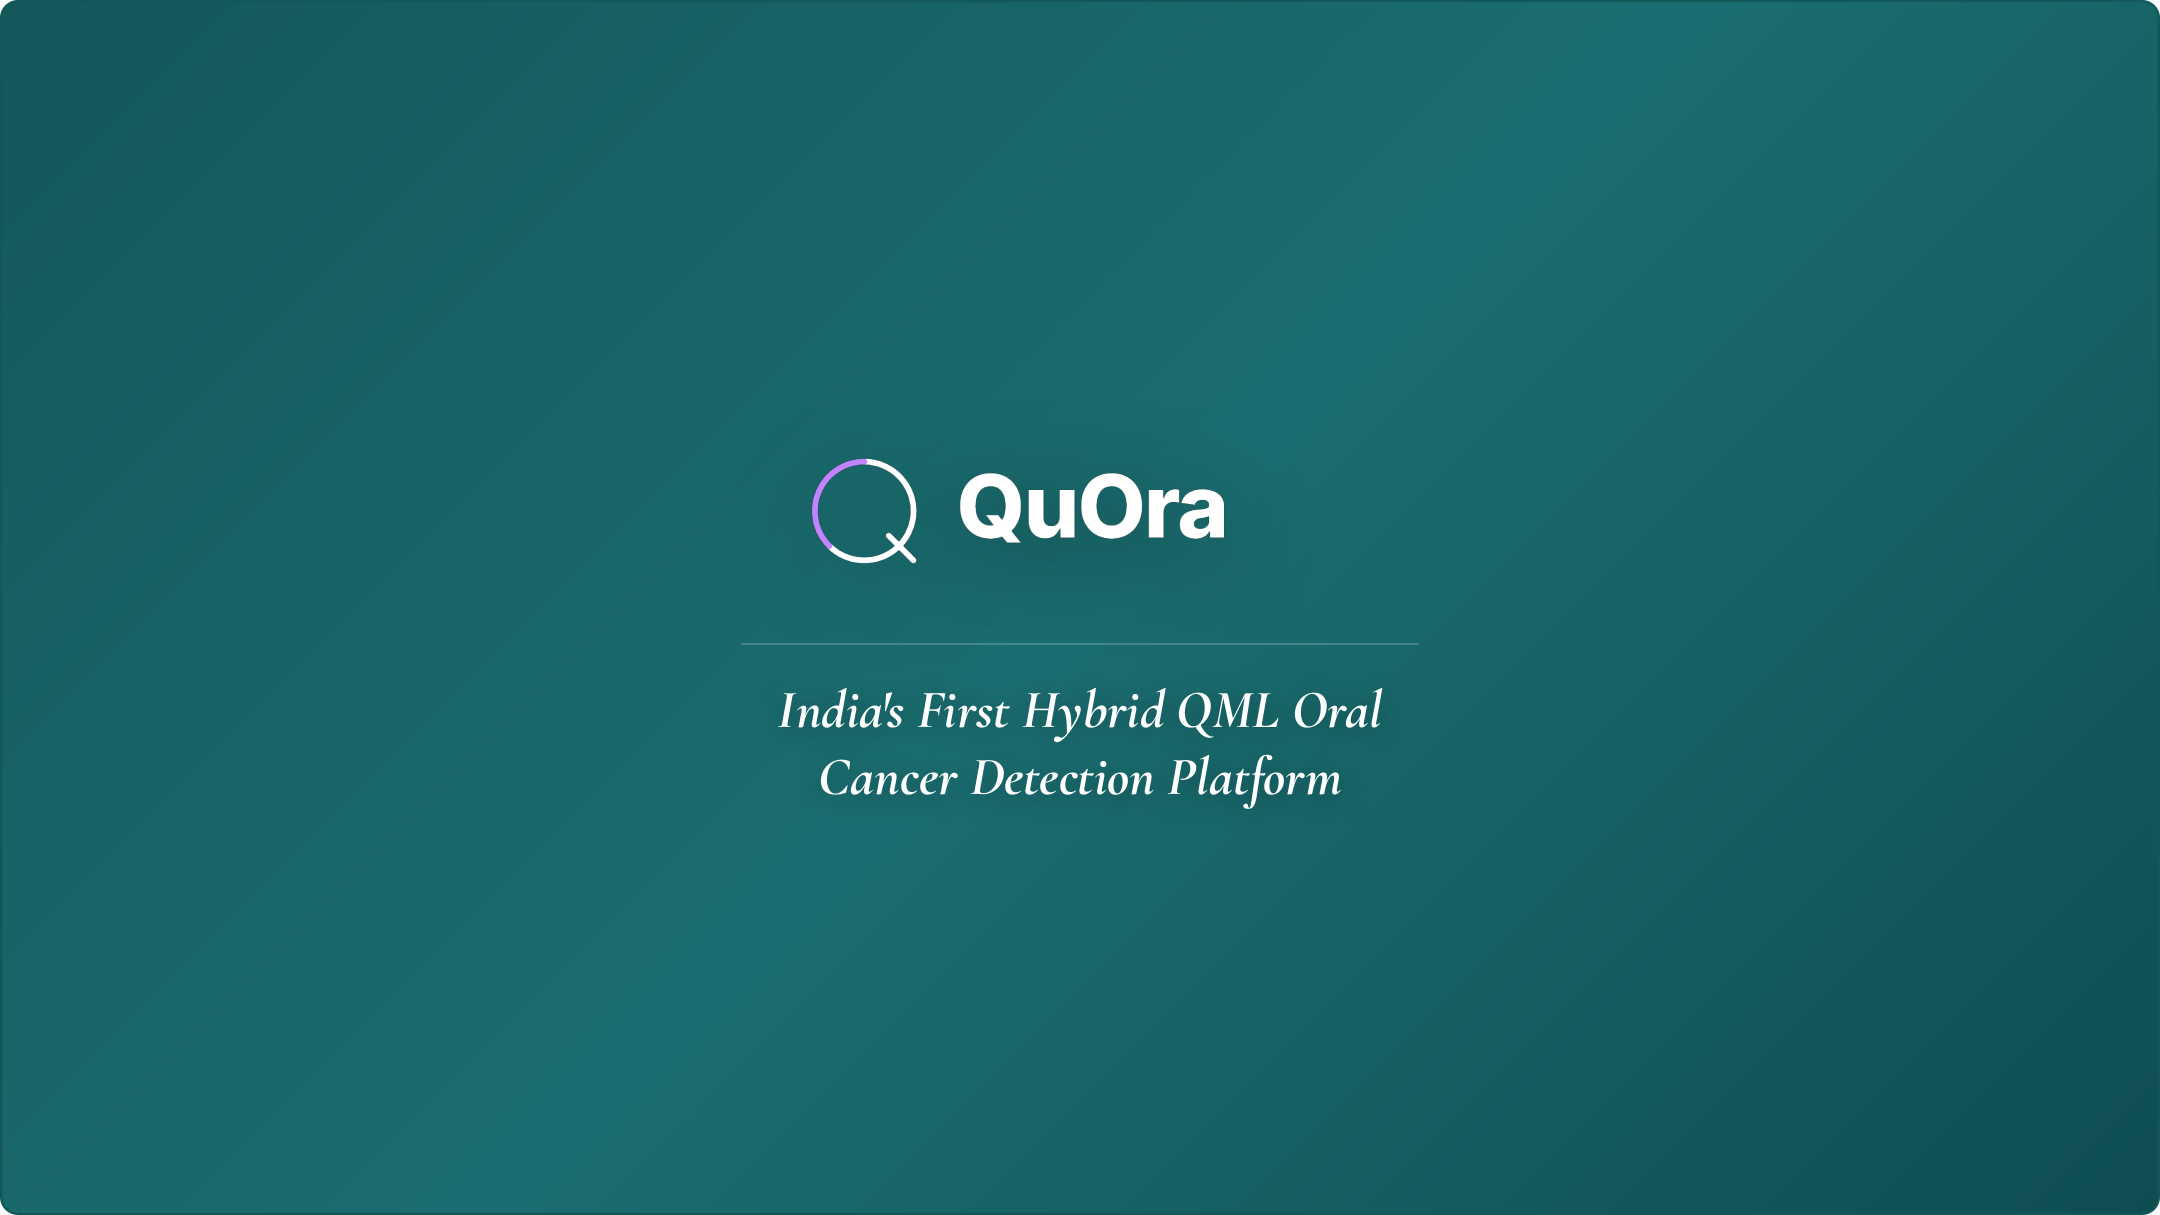 QuOra
India's First Hybrid QML Oral
Cancer Detection Platform